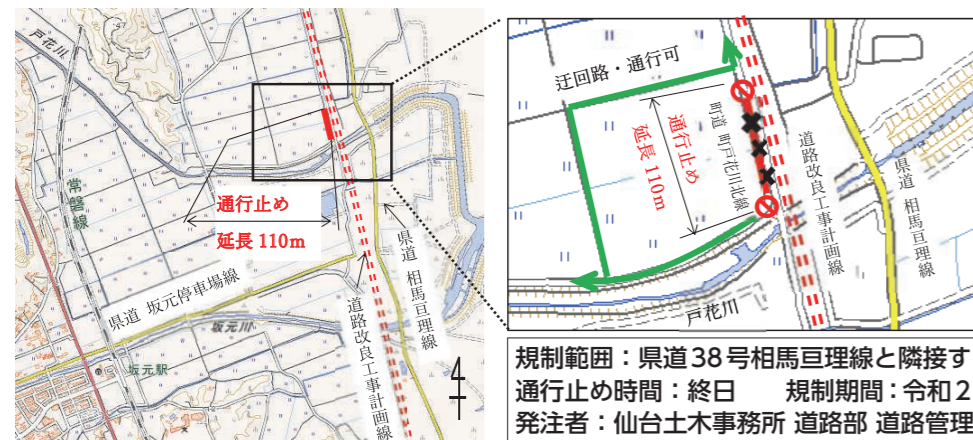 戸花川
常磐線
通行止め
延長 110m
県道 坂元停車場線
坂元川
坂元駅
道路改良工事計画線
県道 相馬亘理線
迂回路・通行可
通行止め
延長 110m
町道 町戸花川北線
道路改良工事計画線
県道 相馬亘理線
戸花川
規制範囲：県道38号相馬亘理線と隣接す
通行止め時間：終日　規制期間：令和2
発注者：仙台土木事務所 道路部 道路管理